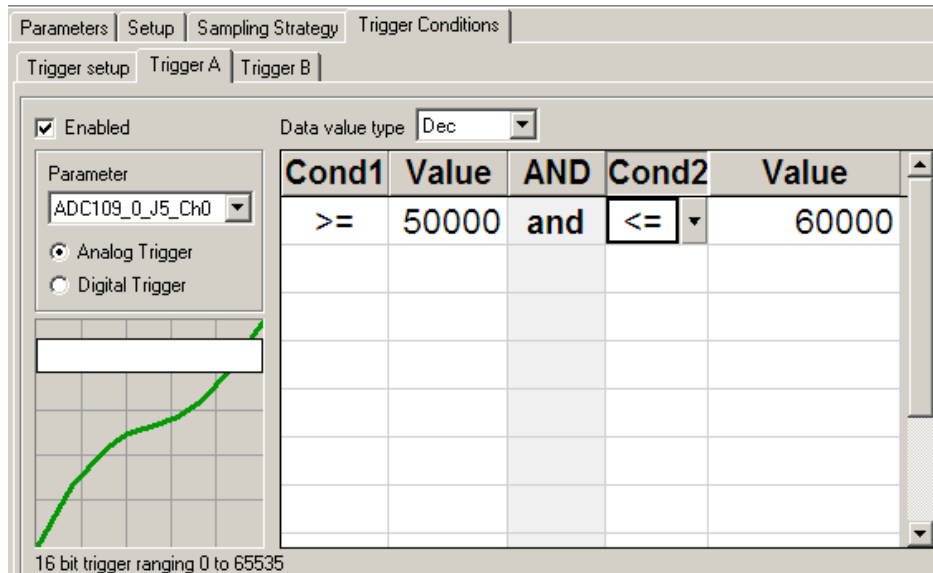 Parameters Setup Sampling Strategy Trigger Conditions
Trigger setup Trigger A Trigger B
Enabled Data value type Dec
Parameter
ADC109_0_J5_Ch0
Analog Trigger
Digital Trigger
Cond1 Value AND Cond2 Value
>= 50000 and <= 60000
16 bit trigger ranging 0 to 65535